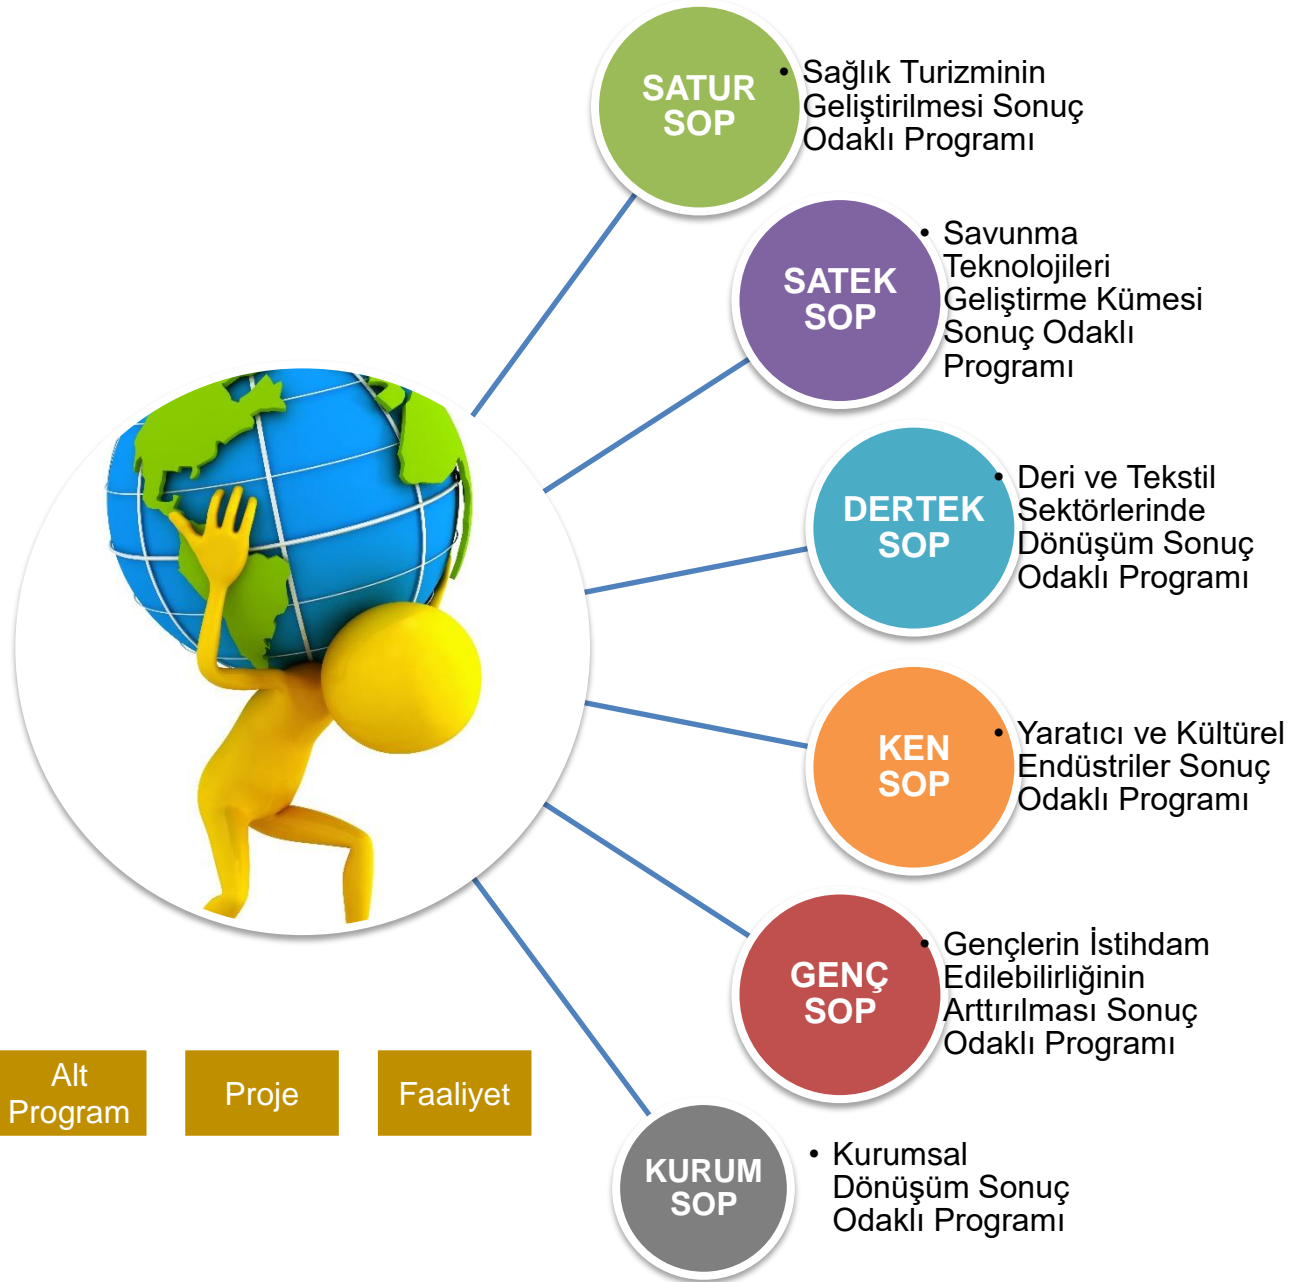 SATUR
SOP
• Sağlık Turizminin
Geliştirilmesi Sonuç
Odaklı Programı
SATEK
SOP
• Savunma
Teknolojileri
Geliştirme Kümesi
Sonuç Odaklı
Programı
DERTEK
SOP
• Deri ve Tekstil
Sektörlerinde
Dönüşüm Sonuç
Odaklı Programı
KEN
SOP
• Yaratıcı ve Kültürel
Endüstriler Sonuç
Odaklı Programı
GENÇ
SOP
• Gençlerin İstihdam
Edilebilirliğinin
Arttırılması Sonuç
Odaklı Programı
KURUM
SOP
• Kurumsal
Dönüşüm Sonuç
Odaklı Programı
Alt
Program
Proje
Faaliyet